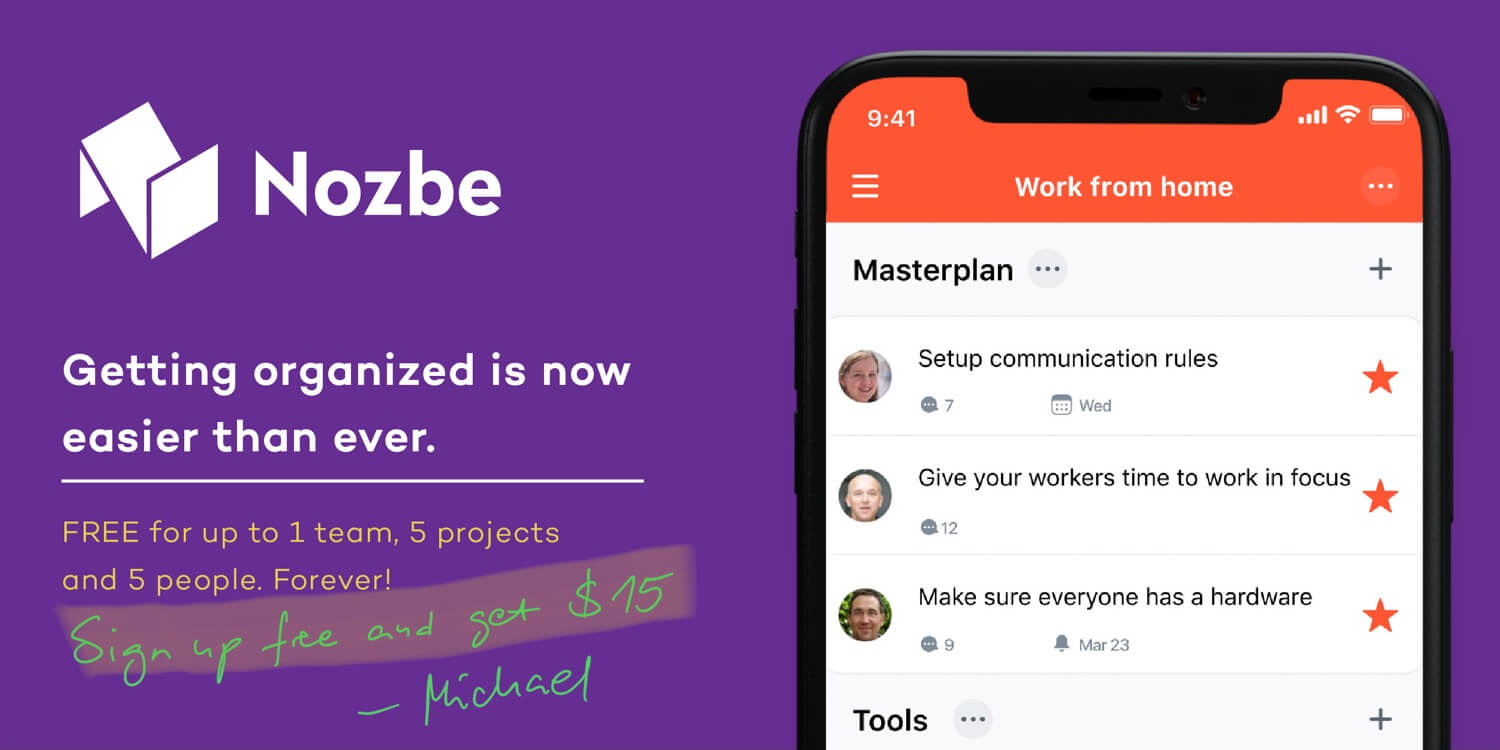 Nozbe
Getting organized is now
easier than ever.
FREE for up to 1 team, 5 projects
and 5 people. Forever!
Sign up free and get $15
– Michael
9:41
Work from home
Masterplan
Setup communication rules
7 Wed
Give your workers time to work in focus
12
Make sure everyone has a hardware
9 Mar 23
Tools